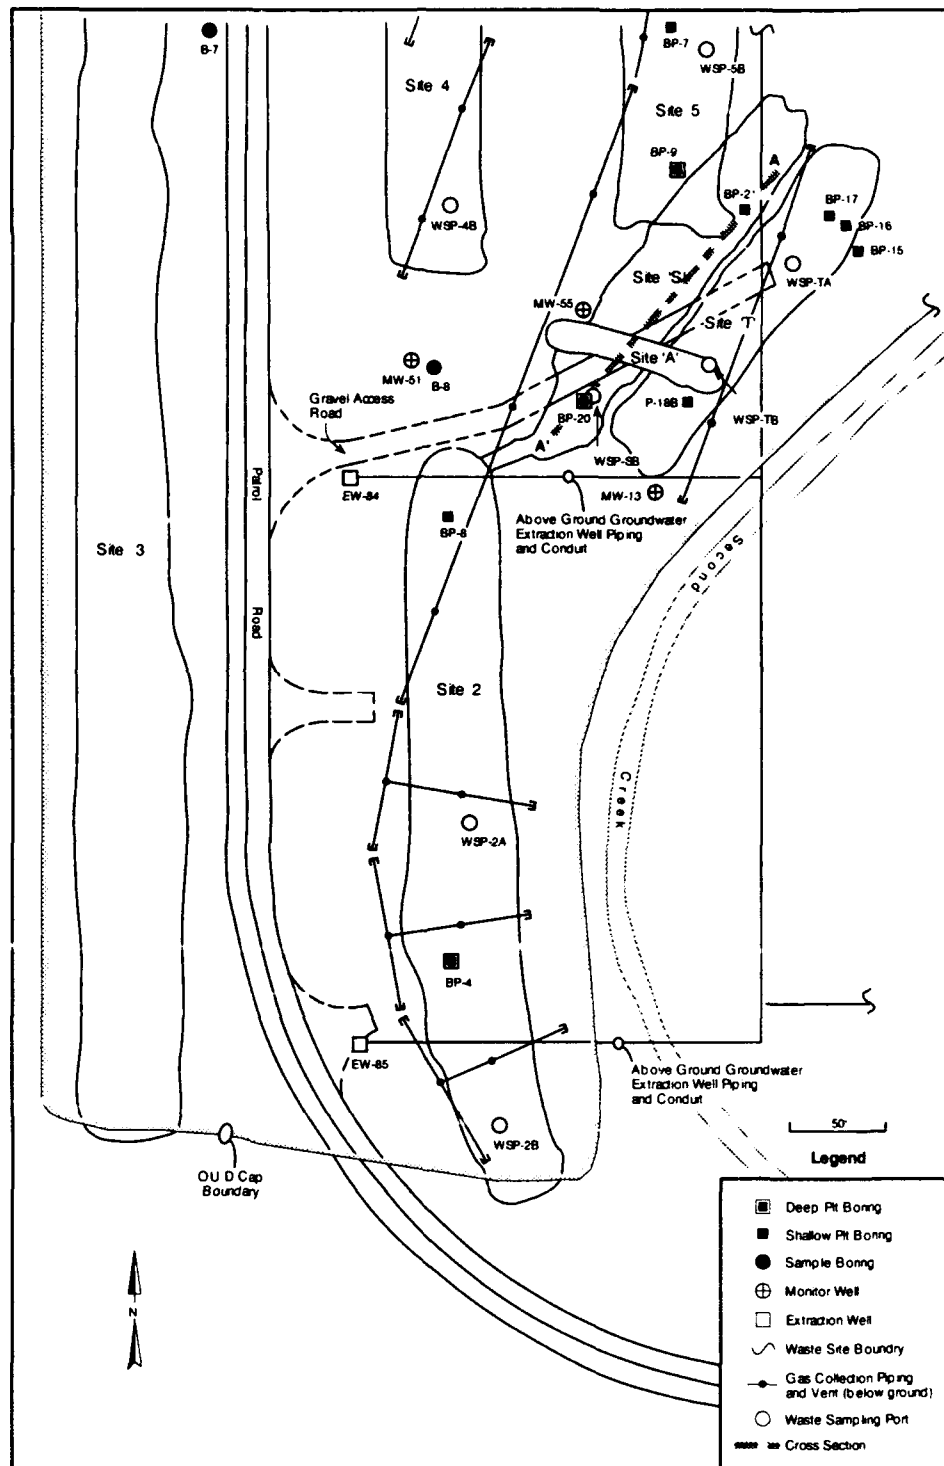 B-7
BP-7
WSP-5B
Site 4
Site 5
BP-9
A
BP-21
BP-17
BP-16
BP-15
WSP-4B
Site 'S'
WSP-TA
MW-55
Site 'T'
MW-51
B-8
Site 'A'
Gravel Access
Road
P-18B
BP-20
WSP-TB
A'
WSP-SB
EW-84
MW-13
Patrol
Road
Above Ground Groundwater
Extraction Well Piping
and Conduit
BP-8
Site 3
Second
Creek
Site 2
WSP-2A
BP-4
EW-85
Above Ground Groundwater
Extraction Well Piping
and Conduit
WSP-2B
50'
OU D Cap
Boundary
N
Legend
Deep Pit Boring
Shallow Pit Boring
Sample Boring
Monitor Well
Extraction Well
Waste Site Boundary
Gas Collection Piping
and Vent (below ground)
Waste Sampling Port
Cross Section